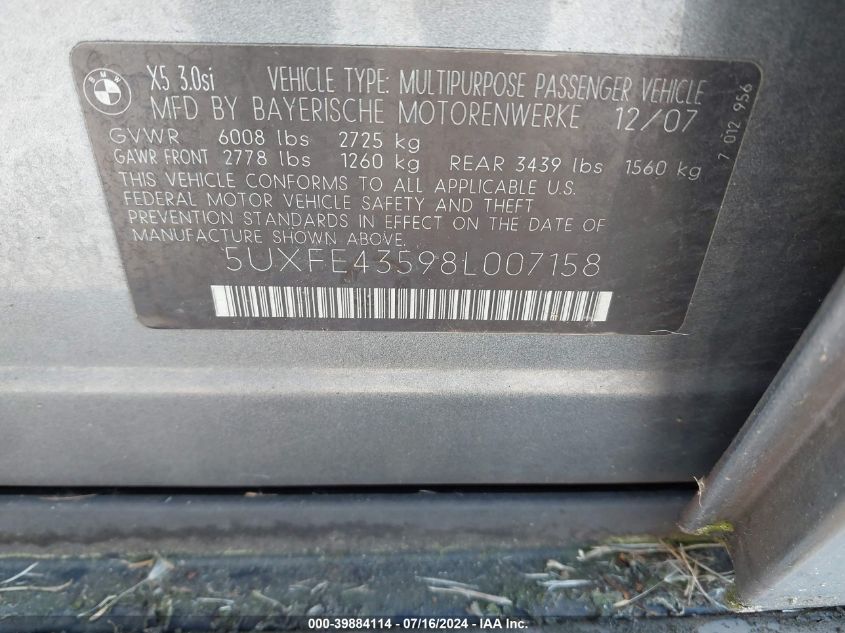 BMW
X5 3.0si VEHICLE TYPE: MULTIPURPOSE PASSENGER VEHICLE
MFD BY BAYERISCHE MOTORENWERKE 12/07
GVWR 6008 lbs 2725 kg
GAWR FRONT 2778 lbs 1260 kg REAR 3439 lbs 1560 kg
THIS VEHICLE CONFORMS TO ALL APPLICABLE U.S.
FEDERAL MOTOR VEHICLE SAFETY AND THEFT
PREVENTION STANDARDS IN EFFECT ON THE DATE OF
MANUFACTURE SHOWN ABOVE.
5UXFE43598L007158
7 012 956
000-39884114 - 07/16/2024 - IAA Inc.